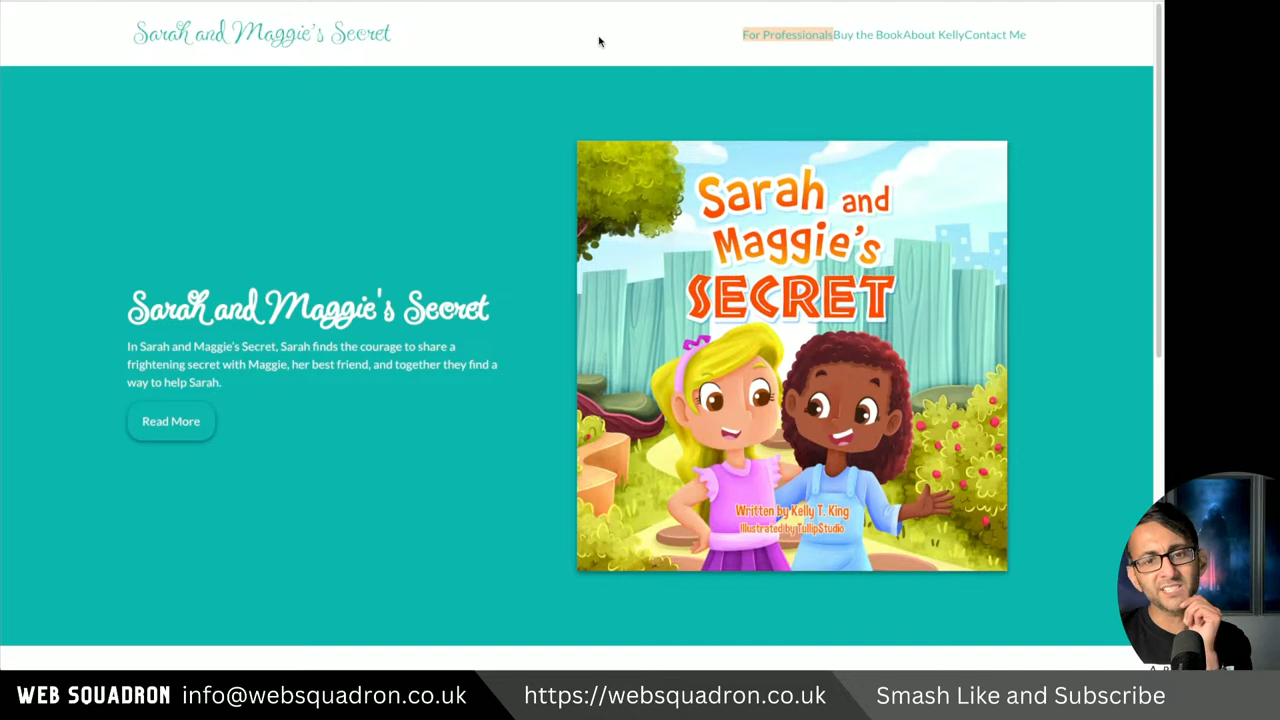 Sarah and Maggie's Secret
For Professionals Buy the Book About Kelly Contact Me
Sarah and Maggie's Secret
In Sarah and Maggie's Secret, Sarah finds the courage to share a
frightening secret with Maggie, her best friend, and together they find a
way to help Sarah.
Read More
Sarah and
Maggie's
SECRET
Written by Kelly T. King
Illustrated by TullipStudio
WEB SQUADRON info@websquadron.co.uk https://websquadron.co.uk Smash Like and Subscribe